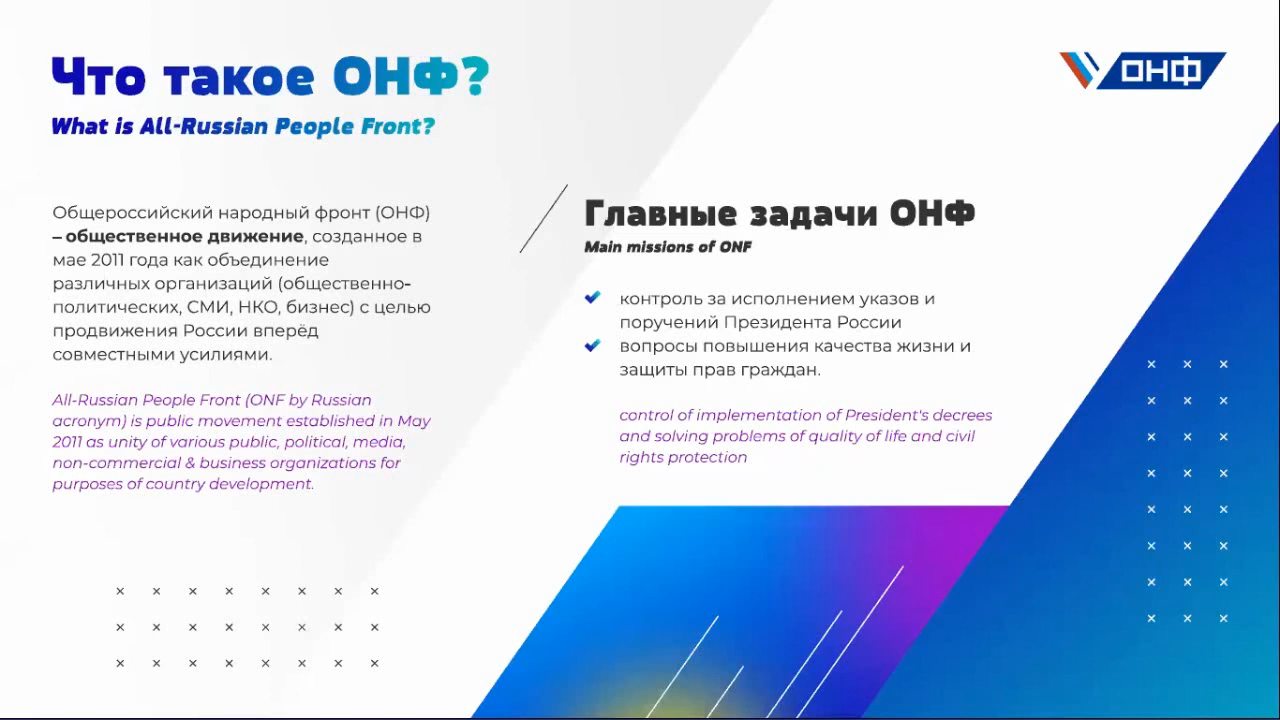 Что такое ОНФ?
What is All-Russian People Front?
ОНФ
Общероссийский народный фронт (ОНФ)
– общественное движение, созданное в
мае 2011 года как объединение
различных организаций (общественно-
политических, СМИ, НКО, бизнес) с целью
продвижения России вперёд
совместными усилиями.
All-Russian People Front (ONF by Russian
acronym) is public movement established in May
2011 as unity of various public, political, media,
non-commercial & business organizations for
purposes of country development.
Главные задачи ОНФ
Main missions of ONF
контроль за исполнением указов и
поручений Президента России
вопросы повышения качества жизни и
защиты прав граждан.
control of implementation of President's decrees
and solving problems of quality of life and civil
rights protection